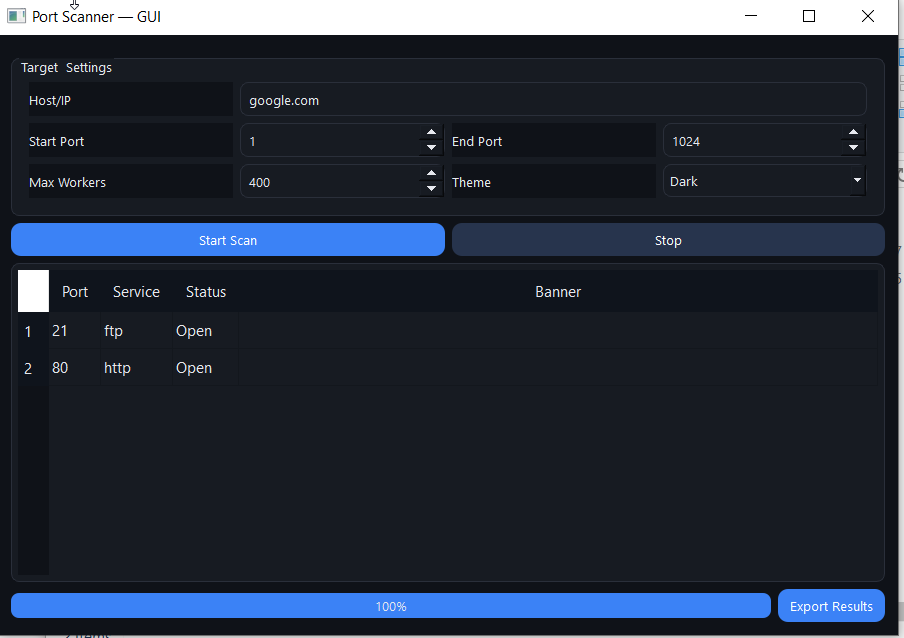 Port Scanner — GUI
Target Settings
Host/IP google.com
Start Port 1 End Port 1024
Max Workers 400 Theme Dark
Start Scan Stop
Port Service Status Banner
1 21 ftp Open
2 80 http Open
100% Export Results